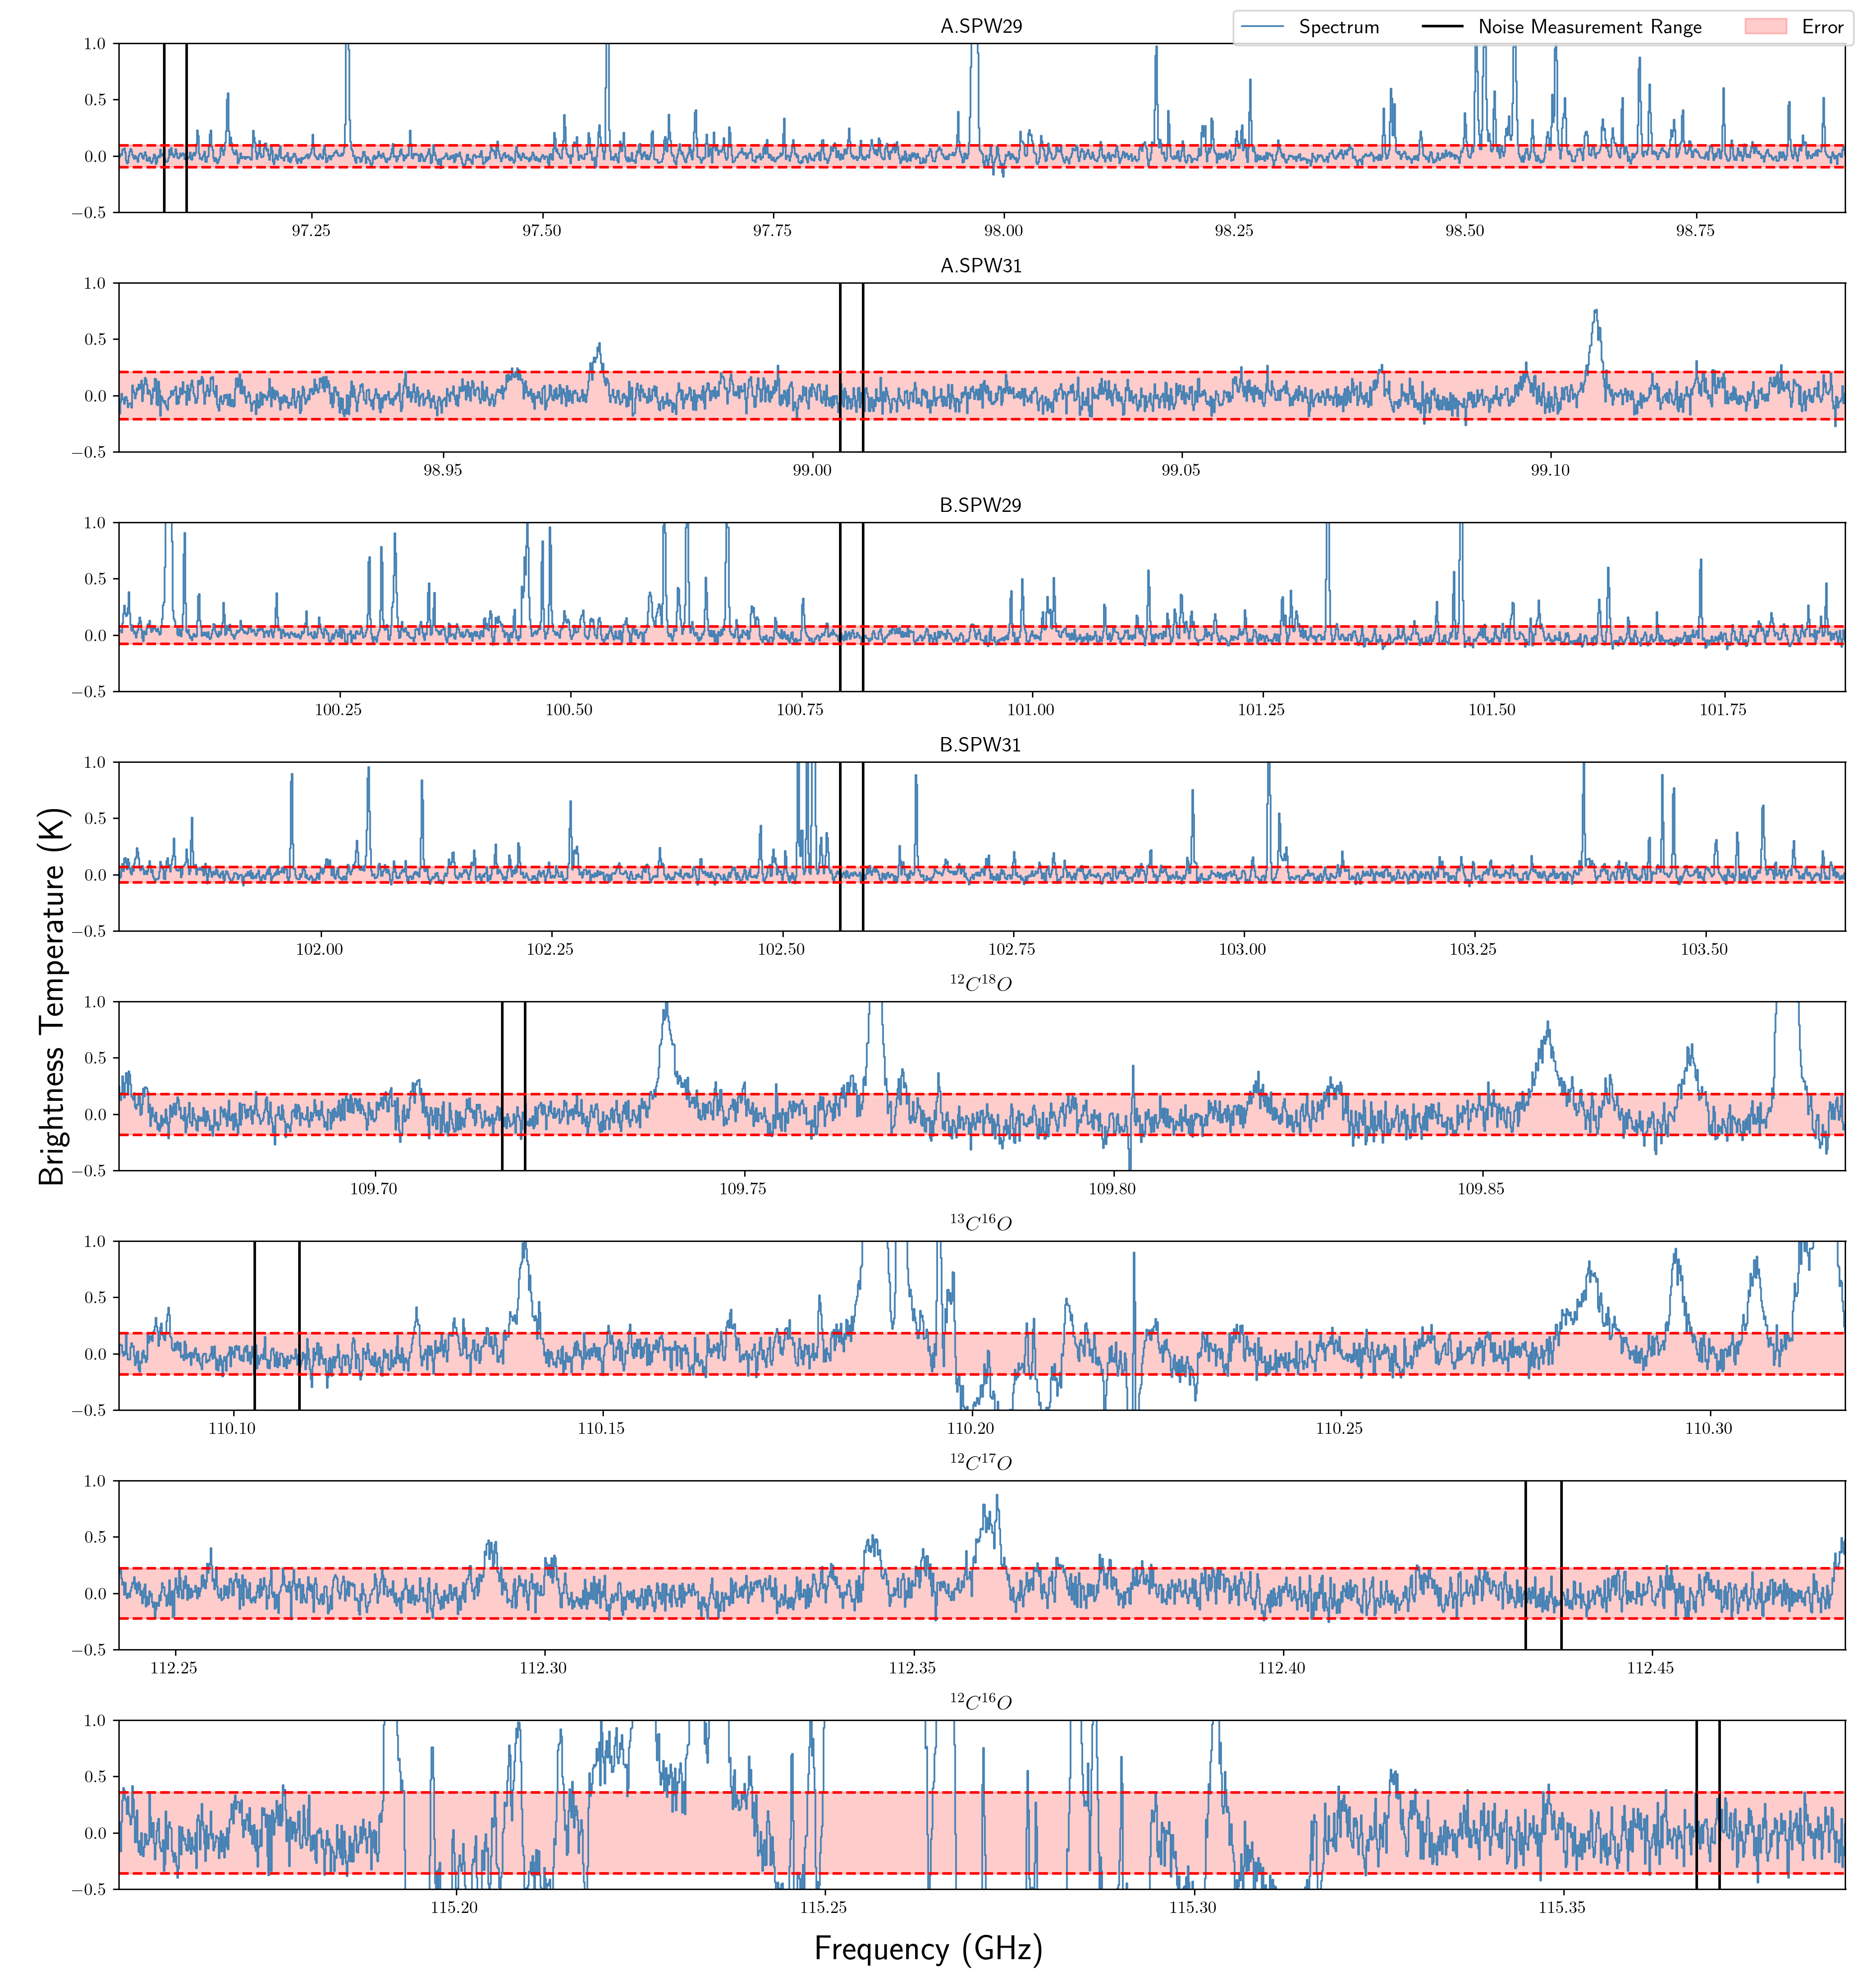 A.SPW29
Spectrum Noise Measurement Range Error
1.0
0.5
0.0
−0.5
97.25 97.50 97.75 98.00 98.25 98.50 98.75
A.SPW31
1.0
0.5
0.0
−0.5
98.95 99.00 99.05 99.10
B.SPW29
1.0
0.5
0.0
−0.5
100.25 100.50 100.75 101.00 101.25 101.50 101.75
B.SPW31
1.0
0.5
0.0
−0.5
102.00 102.25 102.50 102.75 103.00 103.25 103.50
Brightness Temperature (K)
¹²C¹⁸O
1.0
0.5
0.0
−0.5
109.70 109.75 109.80 109.85
¹³C¹⁶O
1.0
0.5
0.0
−0.5
110.10 110.15 110.20 110.25 110.30
¹²C¹⁷O
1.0
0.5
0.0
−0.5
112.25 112.30 112.35 112.40 112.45
¹²C¹⁶O
1.0
0.5
0.0
−0.5
115.20 115.25 115.30 115.35
Frequency (GHz)